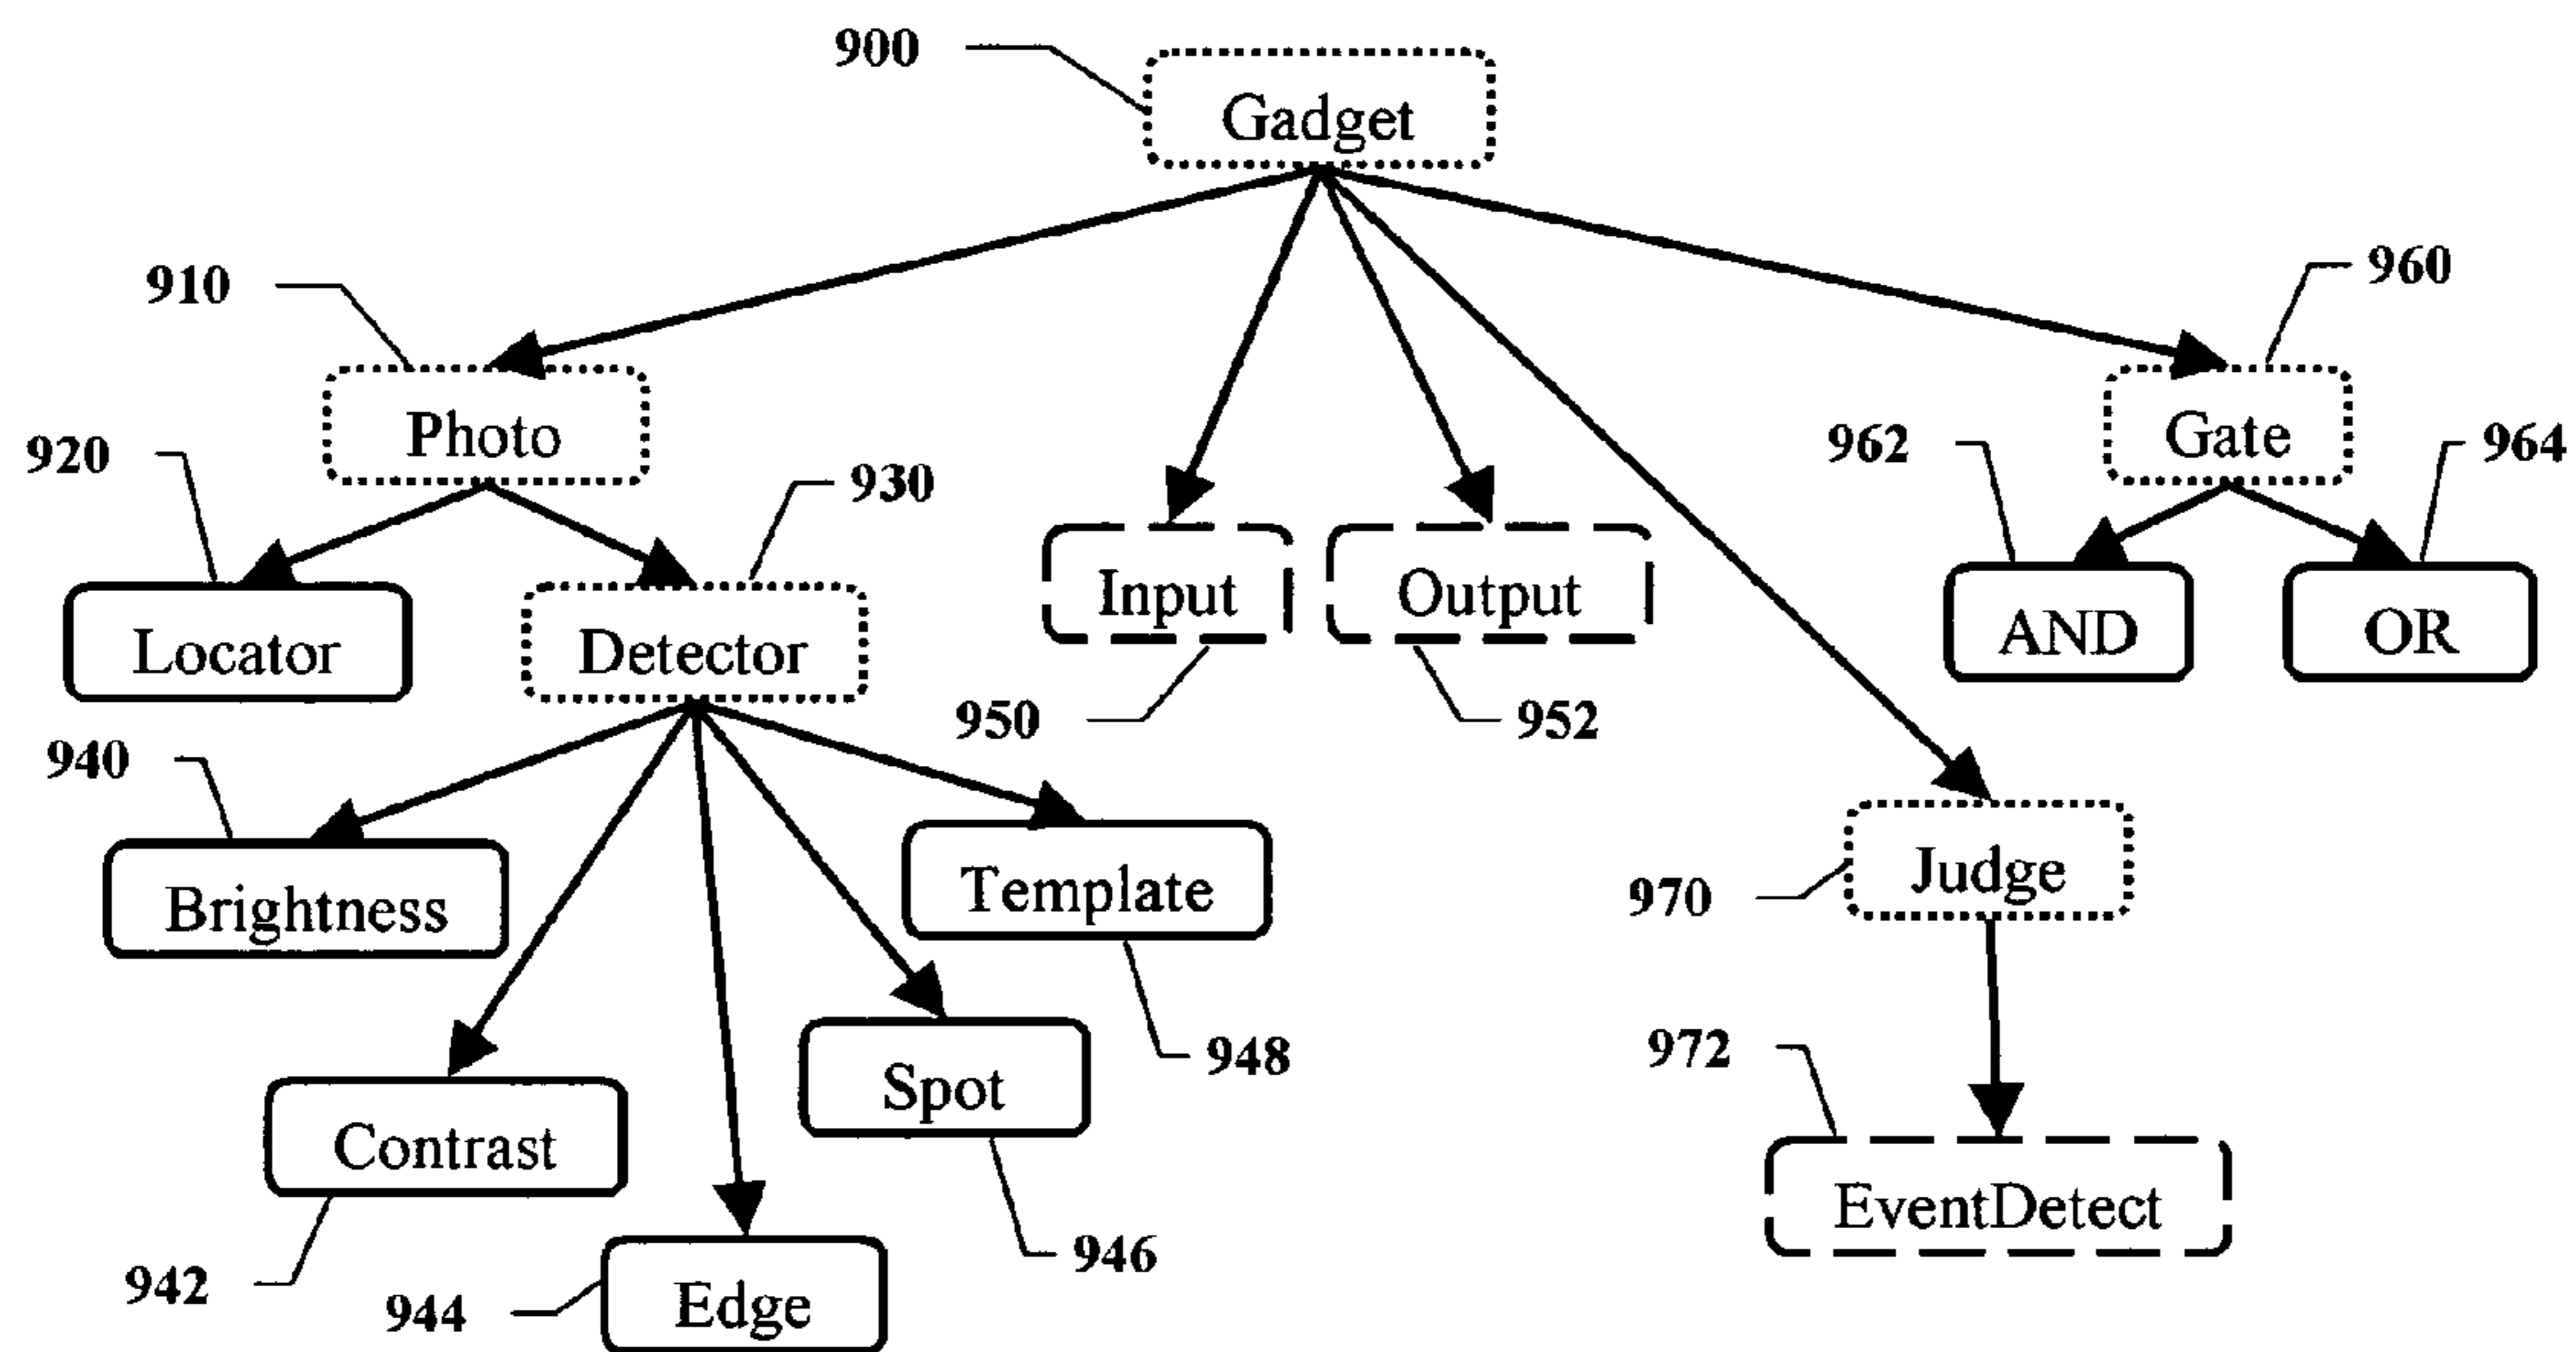 900
Gadget
910
960
Photo
Gate
920
930
962
964
Locator
Detector
Input
Output
AND
OR
950
952
940
Brightness
Template
Judge
970
Contrast
Spot
948
972
EventDetect
942
944
Edge
946